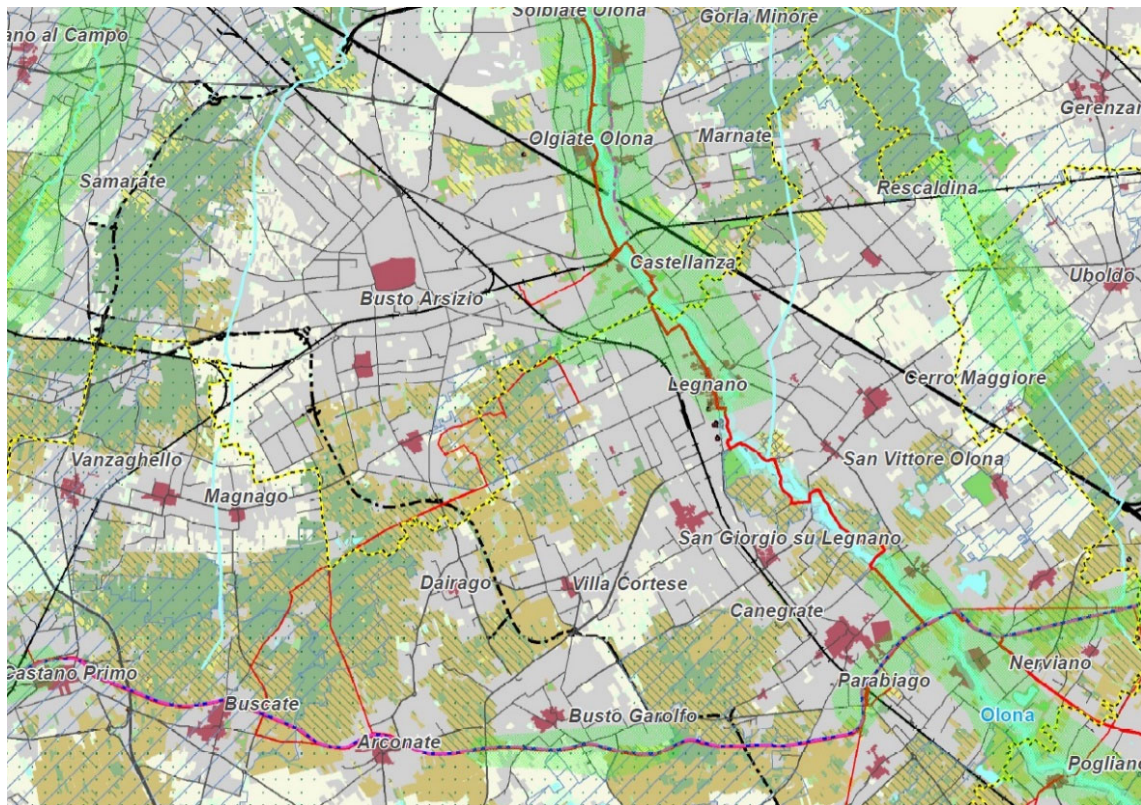 Solbiate Olona
Gorla Minore
ano al Campo
Gerenzan
Olgiate Olona
Marnate
Samarate
Rescaldina
Castellanza
Uboldo
Busto Arsizio
Legnano
Cerro Maggiore
Vanzaghello
San Vittore Olona
Magnago
San Giorgio su Legnano
Dairago
Villa Cortese
Canegrate
Castano Primo
Nerviano
Parabiago
Buscate
Busto Garolfo
Olona
Arconate
Pogliano